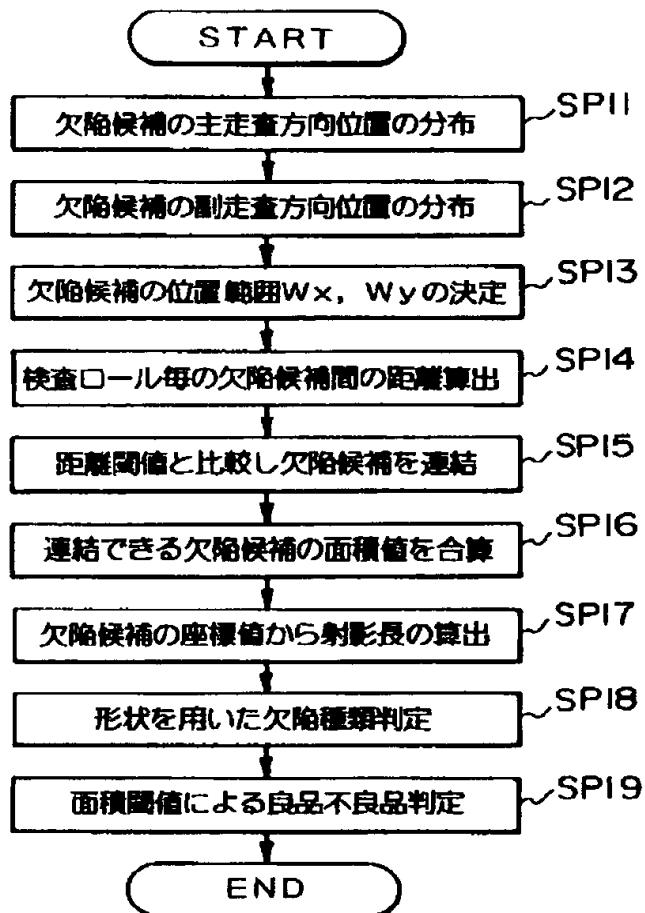 START
欠陥候補の主走査方向位置の分布 SP11
欠陥候補の副走査方向位置の分布 SP12
欠陥候補の位置範囲Wx，Wyの決定 SP13
検査ロール毎の欠陥候補間の距離算出 SP14
距離閾値と比較し欠陥候補を連結 SP15
連結できる欠陥候補の面積値を合算 SP16
欠陥候補の座標値から射影長の算出 SP17
形状を用いた欠陥種類判定 SP18
面積閾値による良品不良品判定 SP19
END